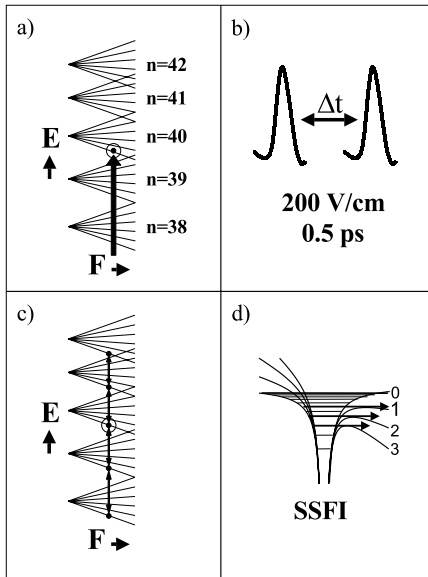 a)
n=42
n=41
E
n=40
n=39
n=38
F
b)
Δt
200 V/cm
0.5 ps
c)
E
F
d)
0
1
2
3
SSFI